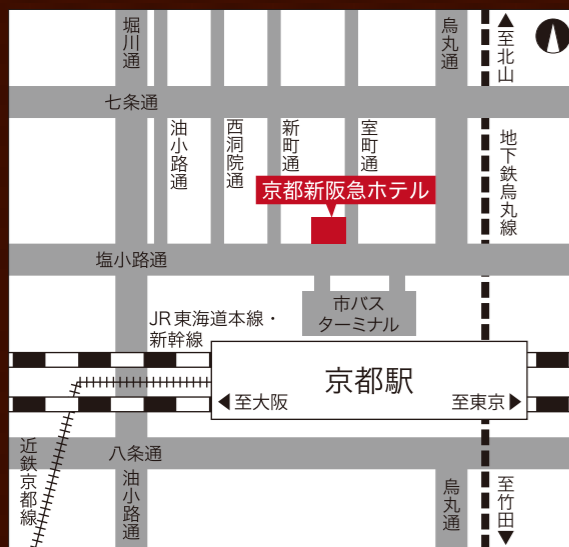 堀川通
烏丸通
▲至北山
七条通
油小路通
西洞院通
新町通
室町通
地下鉄烏丸線
京都新阪急ホテル
塩小路通
市バス
ターミナル
JR東海道本線・
新幹線
京都駅
◀至大阪
至東京▶
近鉄京都線
八条通
油小路通
烏丸通
至竹田▼